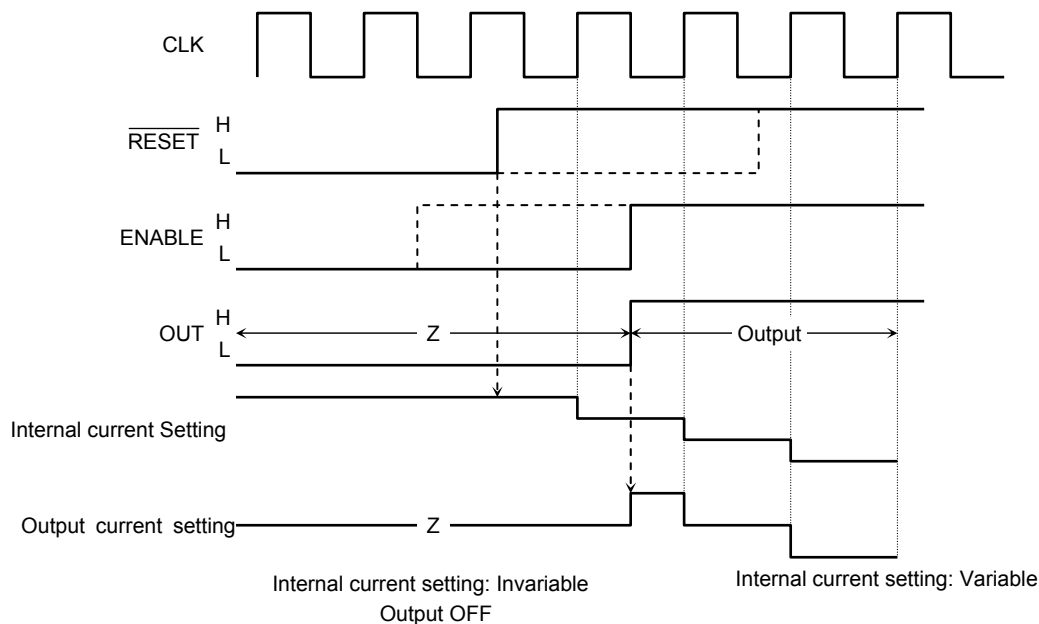 CLK
RESET
H
L
ENABLE
H
L
OUT
H
L
Z
Output
Internal current Setting
Output current setting
Z
Internal current setting: Invariable
Output OFF
Internal current setting: Variable